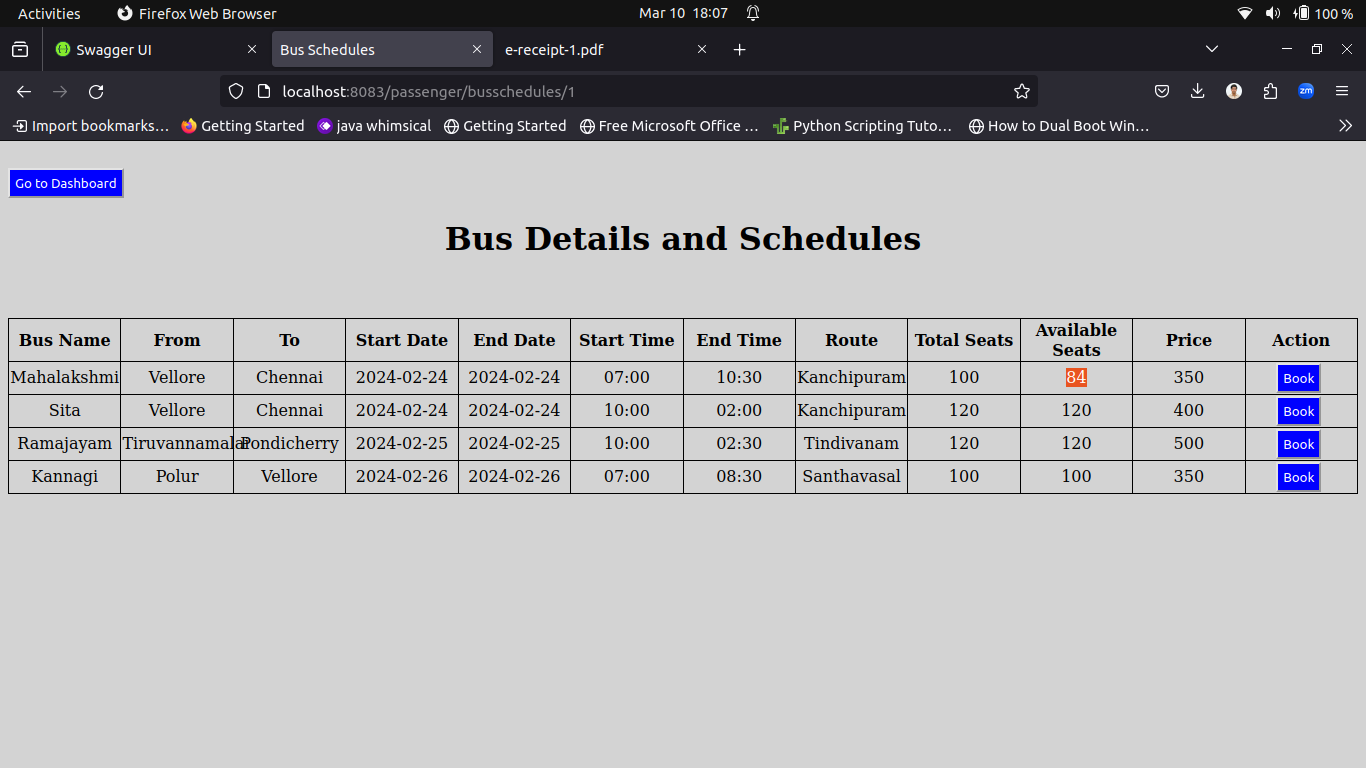 Activities Firefox Web Browser Mar 10 18:07 100 %
Swagger UI Bus Schedules e-receipt-1.pdf
localhost:8083/passenger/busschedules/1 zm
Import bookmarks… Getting Started java whimsical Getting Started Free Microsoft Office … Python Scripting Tuto… How to Dual Boot Win…
Go to Dashboard
Bus Details and Schedules
Bus Name From To Start Date End Date Start Time End Time Route Total Seats Available Seats Price Action
Mahalakshmi Vellore Chennai 2024-02-24 2024-02-24 07:00 10:30 Kanchipuram 100 84 350 Book
Sita Vellore Chennai 2024-02-24 2024-02-24 10:00 02:00 Kanchipuram 120 120 400 Book
Ramajayam Tiruvannamalai Pondicherry 2024-02-25 2024-02-25 10:00 02:30 Tindivanam 120 120 500 Book
Kannagi Polur Vellore 2024-02-26 2024-02-26 07:00 08:30 Santhavasal 100 100 350 Book